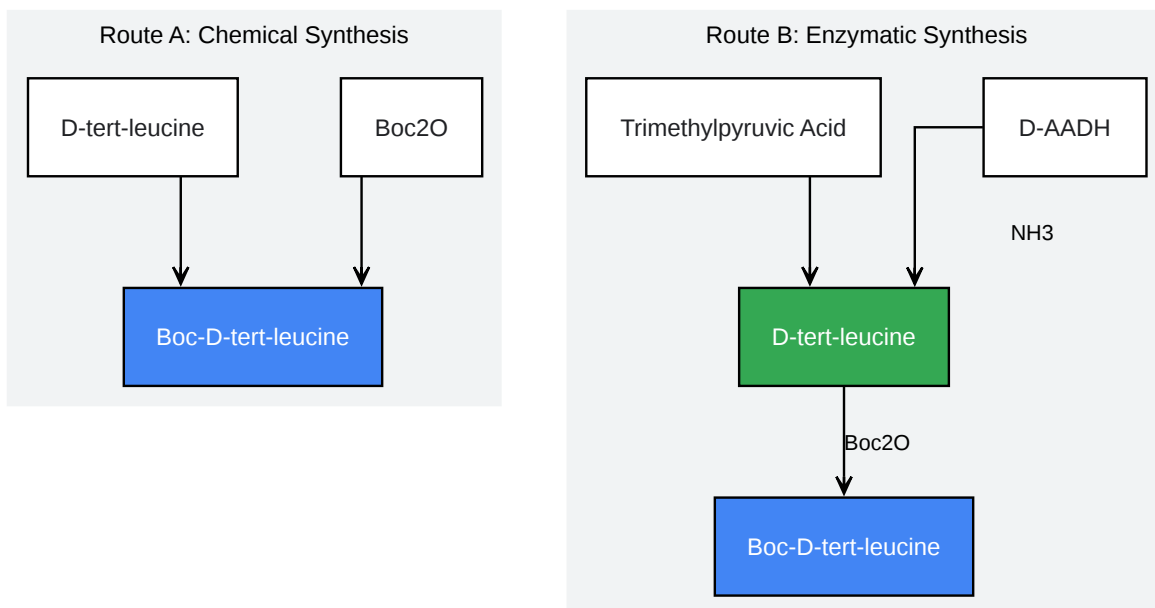 Route A: Chemical Synthesis
D-tert-leucine
Boc2O
Boc-D-tert-leucine
Route B: Enzymatic Synthesis
Trimethylpyruvic Acid
D-AADH
NH3
D-tert-leucine
Boc2O
Boc-D-tert-leucine